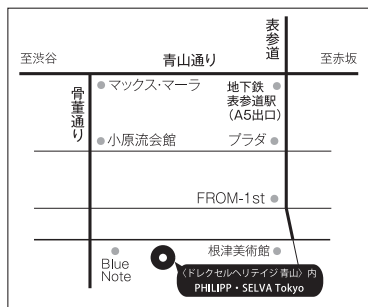 表参道
至渋谷
青山通り
至赤坂
骨董通り
マックス・マーラ
地下鉄
表参道駅
(A5出口)
小原流会館
プラダ
FROM-1st
Blue
Note
根津美術館
〈ドレクセルヘリテイジ 青山〉内
PHILIPP・SELVA Tokyo